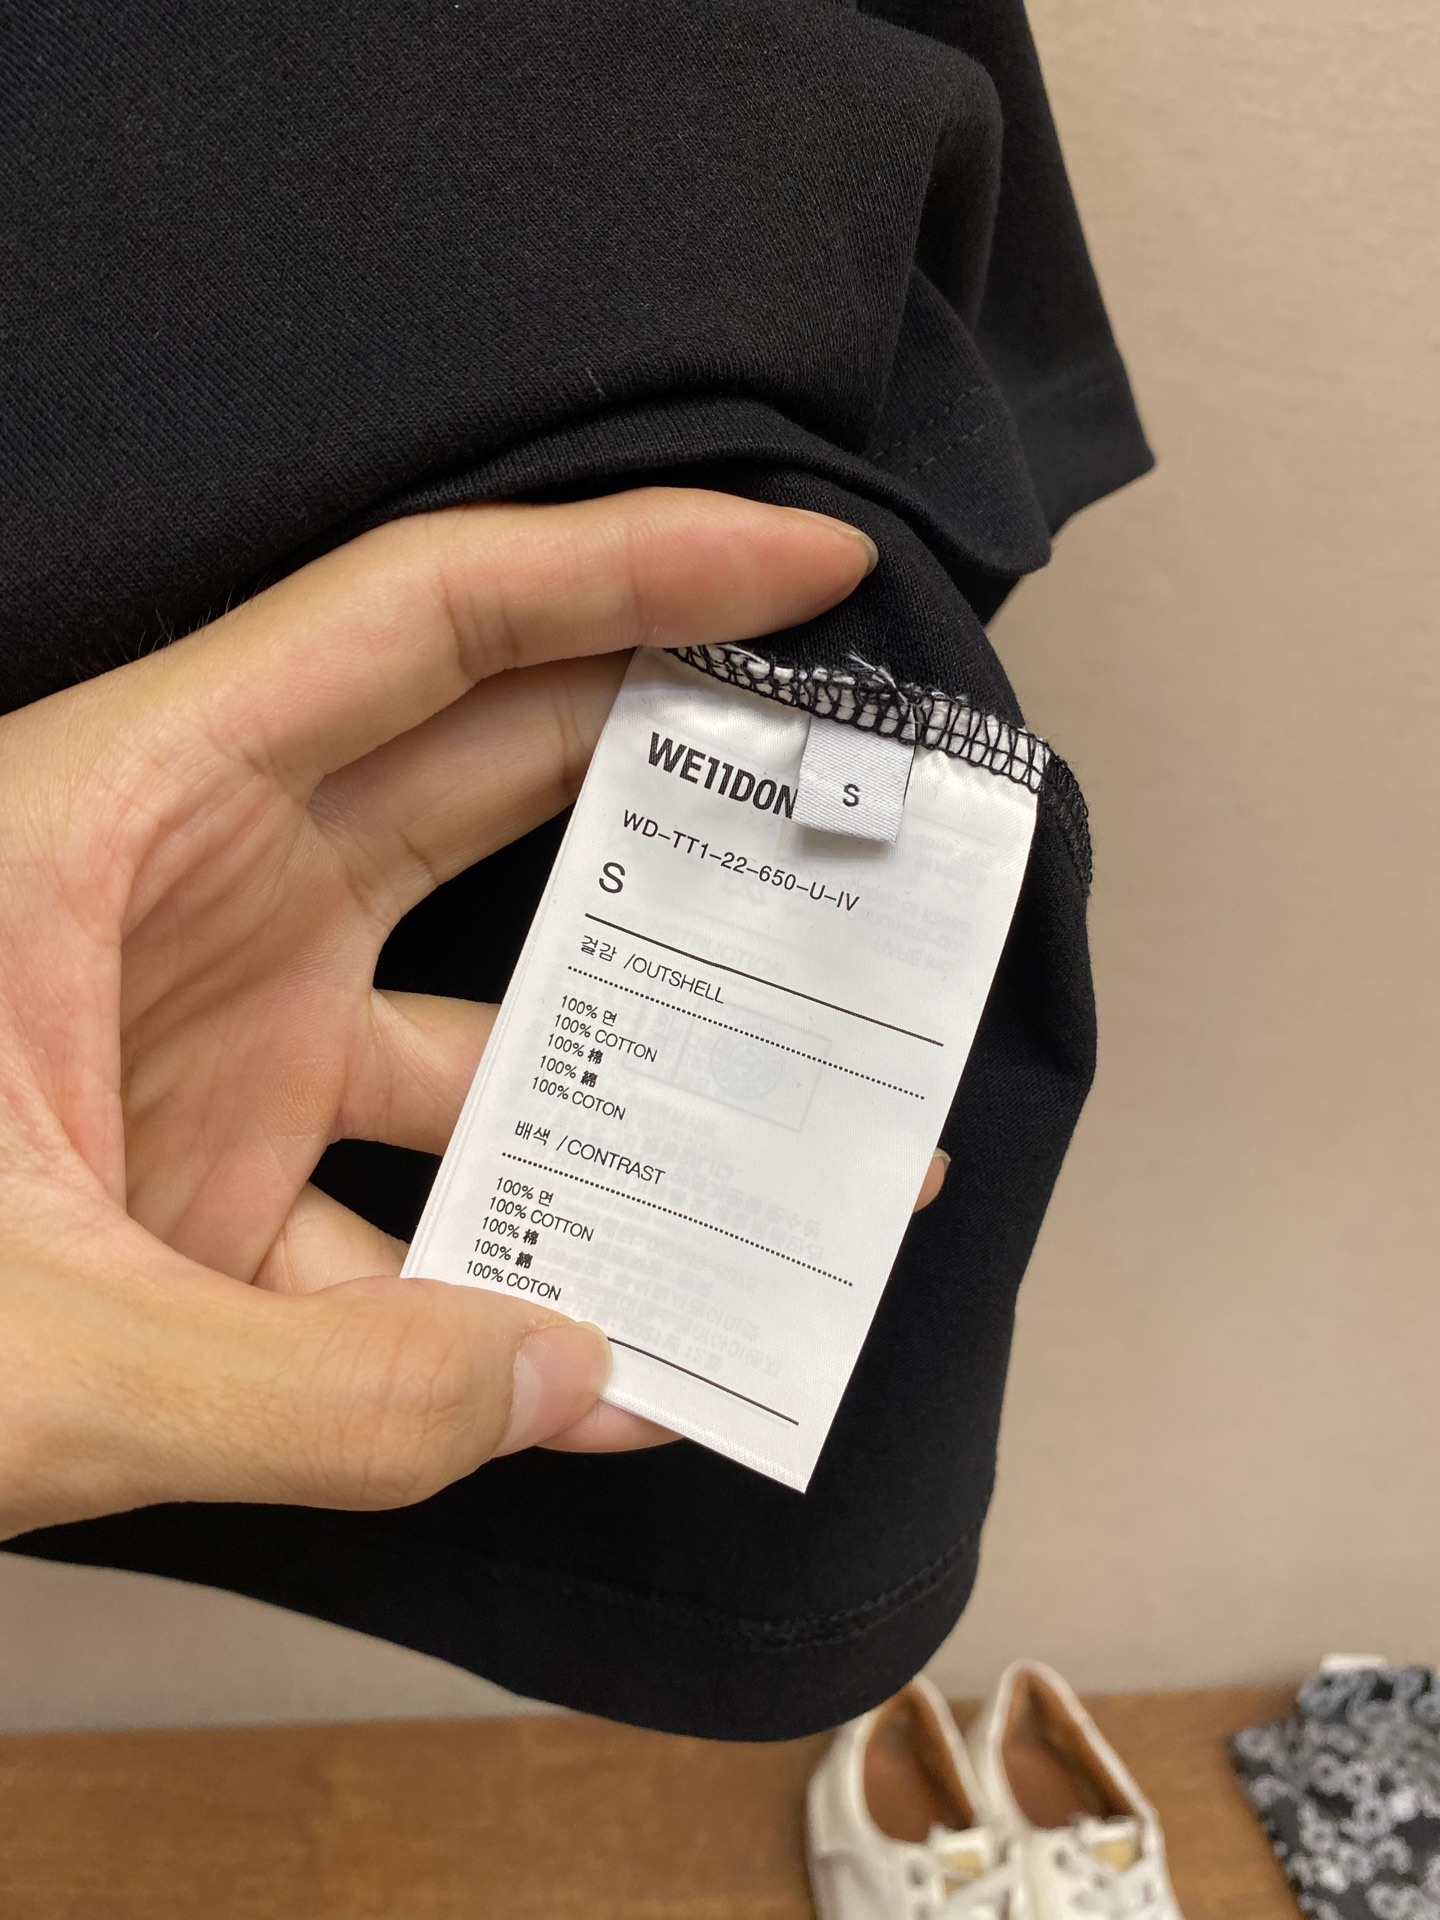 WE11DON
S
WD-TT1-22-650-U-IV
S
겉감 /OUTSHELL
100% 면
100% COTTON
100% 棉
100% 綿
100% COTON
배색 /CONTRAST
100% 면
100% COTTON
100% 棉
100% 綿
100% COTON